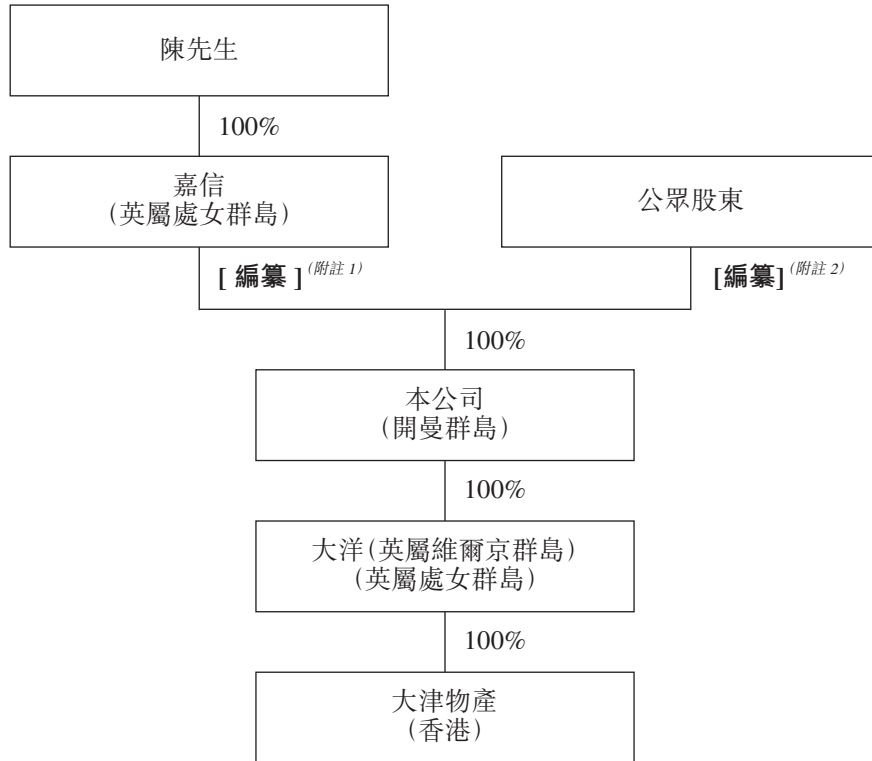 陳先生
100%
嘉信
(英屬處女群島)
公眾股東
[ 編纂 ](附註 1)
[編纂](附註 2)
100%
本公司
(開曼群島)
100%
大洋(英屬維爾京群島)
(英屬處女群島)
100%
大津物產
(香港)